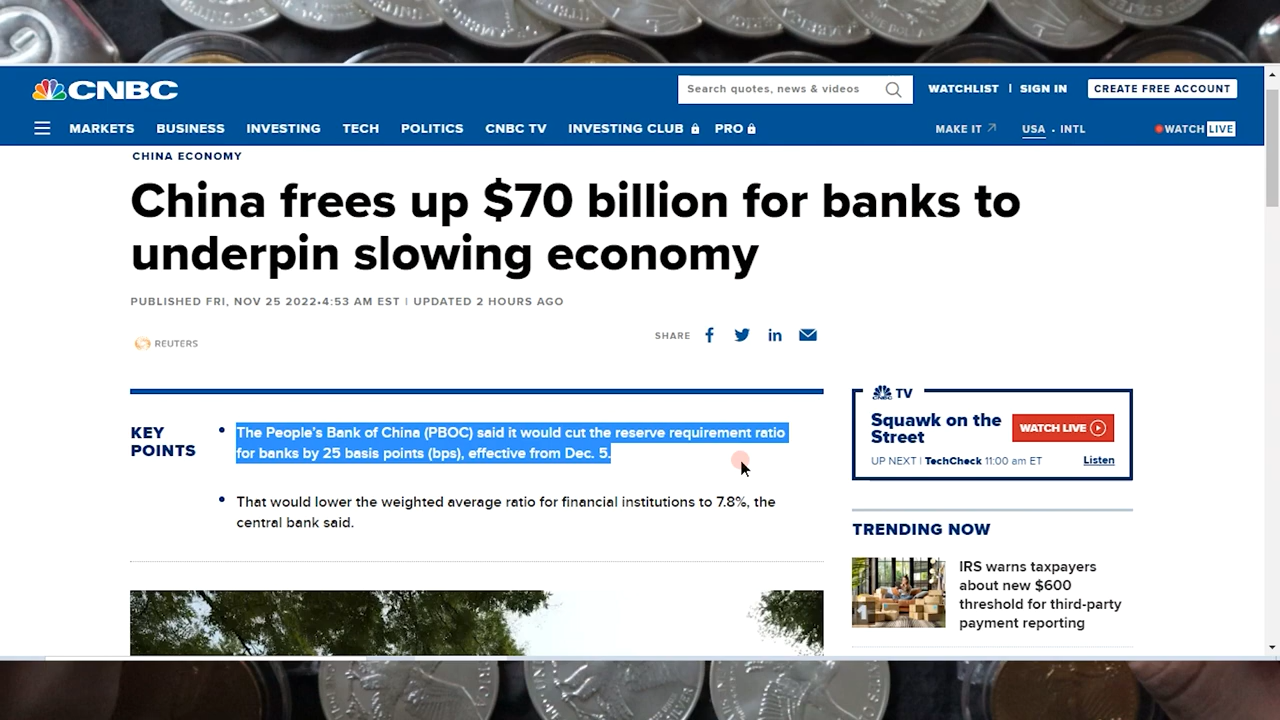 CNBC
Search quotes, news & videos
WATCHLIST | SIGN IN
CREATE FREE ACCOUNT
MARKETS BUSINESS INVESTING TECH POLITICS CNBC TV INVESTING CLUB PRO
MAKE IT USA • INTL
WATCH LIVE
CHINA ECONOMY
China frees up $70 billion for banks to
underpin slowing economy
PUBLISHED FRI, NOV 25 2022•4:53 AM EST | UPDATED 2 HOURS AGO
REUTERS
SHARE
KEY
POINTS
The People's Bank of China (PBOC) said it would cut the reserve requirement ratio
for banks by 25 basis points (bps), effective from Dec. 5.
That would lower the weighted average ratio for financial institutions to 7.8%, the
central bank said.
CNBC TV
Squawk on the
Street
WATCH LIVE
UP NEXT | TechCheck 11:00 am ET
Listen
TRENDING NOW
1
IRS warns taxpayers
about new $600
threshold for third-party
payment reporting